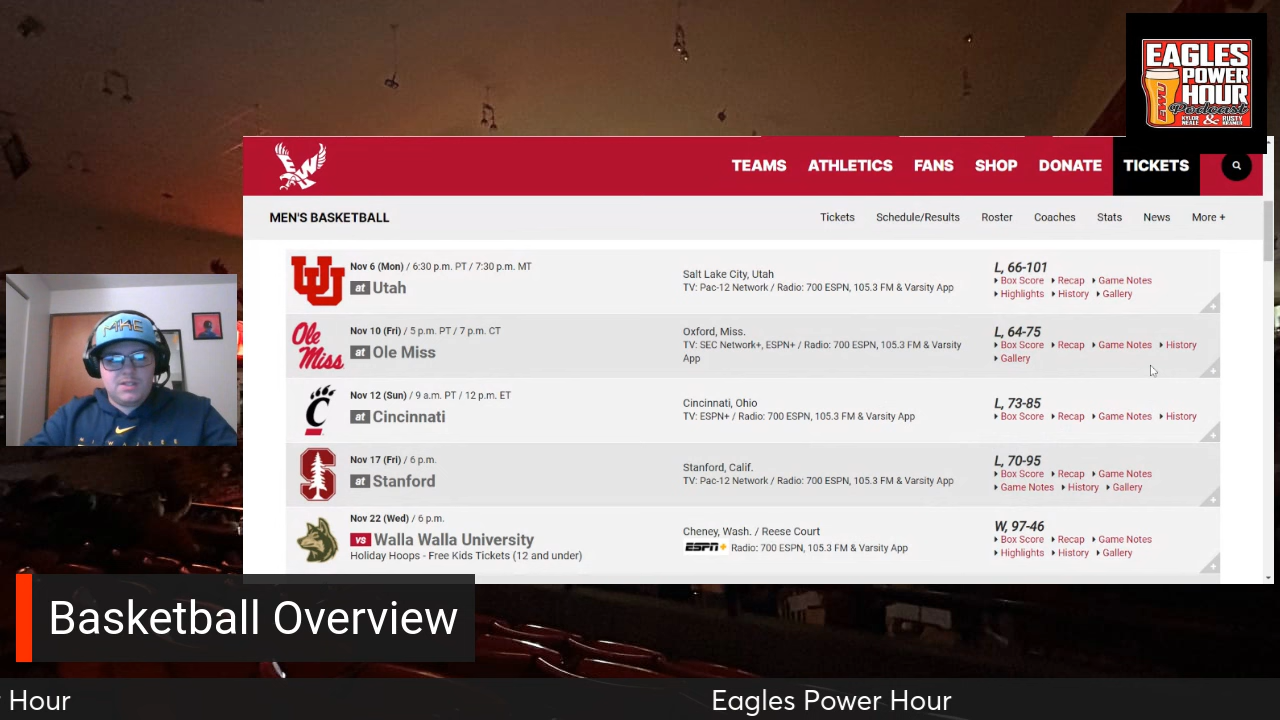 EAGLES
POWER
HOUR
Podcast
KYLOR
NEALE
&
RUSTY
KRAMER
TEAMS ATHLETICS FANS SHOP DONATE TICKETS
MEN'S BASKETBALL
Tickets Schedule/Results Roster Coaches Stats News More +
Nov 6 (Mon) / 6:30 p.m. PT / 7:30 p.m. MT
at Utah
Salt Lake City, Utah
TV: Pac-12 Network / Radio: 700 ESPN, 105.3 FM & Varsity App
L, 66-101
Box Score Recap Game Notes
Highlights History Gallery
Ole
Miss
Nov 10 (Fri) / 5 p.m. PT / 7 p.m. CT
at Ole Miss
Oxford, Miss.
TV: SEC Network+, ESPN+ / Radio: 700 ESPN, 105.3 FM & Varsity
App
L, 64-75
Box Score Recap Game Notes History
Gallery
Nov 12 (Sun) / 9 a.m. PT / 12 p.m. ET
at Cincinnati
Cincinnati, Ohio
TV: ESPN+ / Radio: 700 ESPN, 105.3 FM & Varsity App
L, 73-85
Box Score Recap Game Notes History
Nov 17 (Fri) / 6 p.m.
at Stanford
Stanford, Calif.
TV: Pac-12 Network / Radio: 700 ESPN, 105.3 FM & Varsity App
L, 70-95
Box Score Recap Game Notes
Game Notes History Gallery
Nov 22 (Wed) / 6 p.m.
vs Walla Walla University
Holiday Hoops - Free Kids Tickets (12 and under)
Cheney, Wash. / Reese Court
ESPN+ Radio: 700 ESPN, 105.3 FM & Varsity App
W, 97-46
Box Score Recap Game Notes
Highlights History Gallery
MKE
MILWAUKEE
Basketball Overview
Hour
Eagles Power Hour